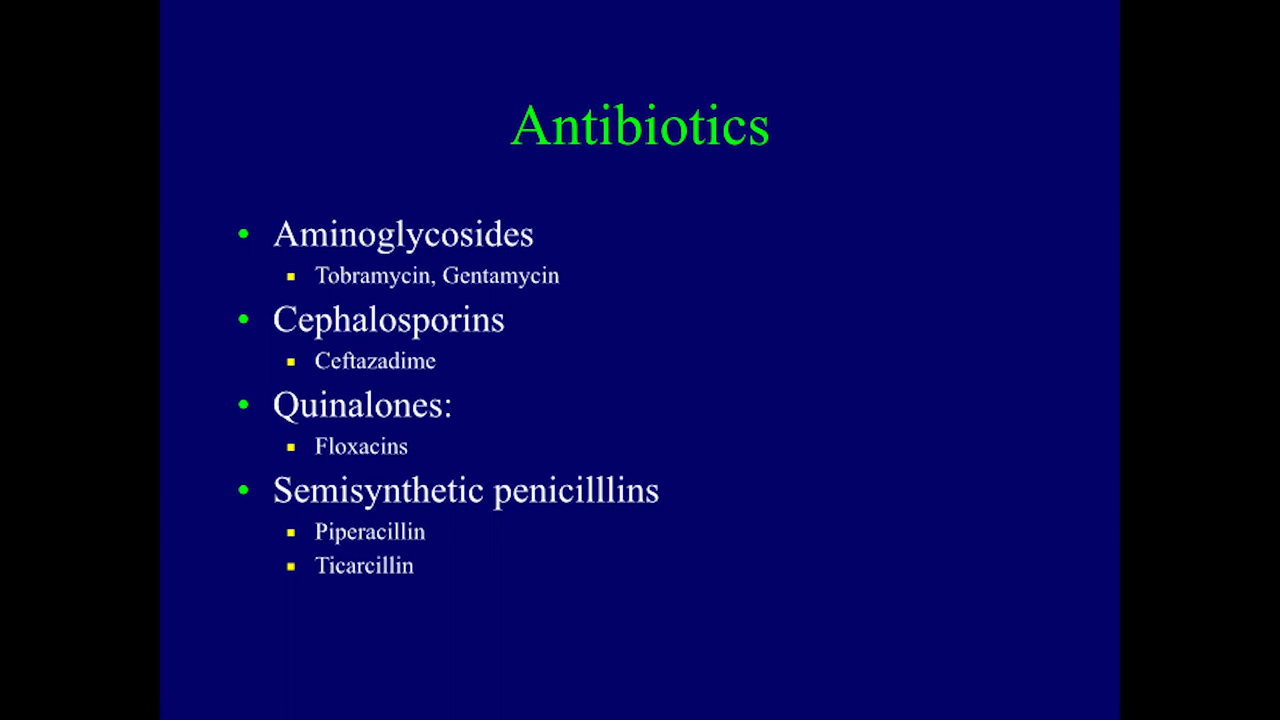 Antibiotics
• Aminoglycosides
▪ Tobramycin, Gentamycin
• Cephalosporins
▪ Ceftazadime
• Quinalones:
▪ Floxacins
• Semisynthetic penicilllins
▪ Piperacillin
▪ Ticarcillin